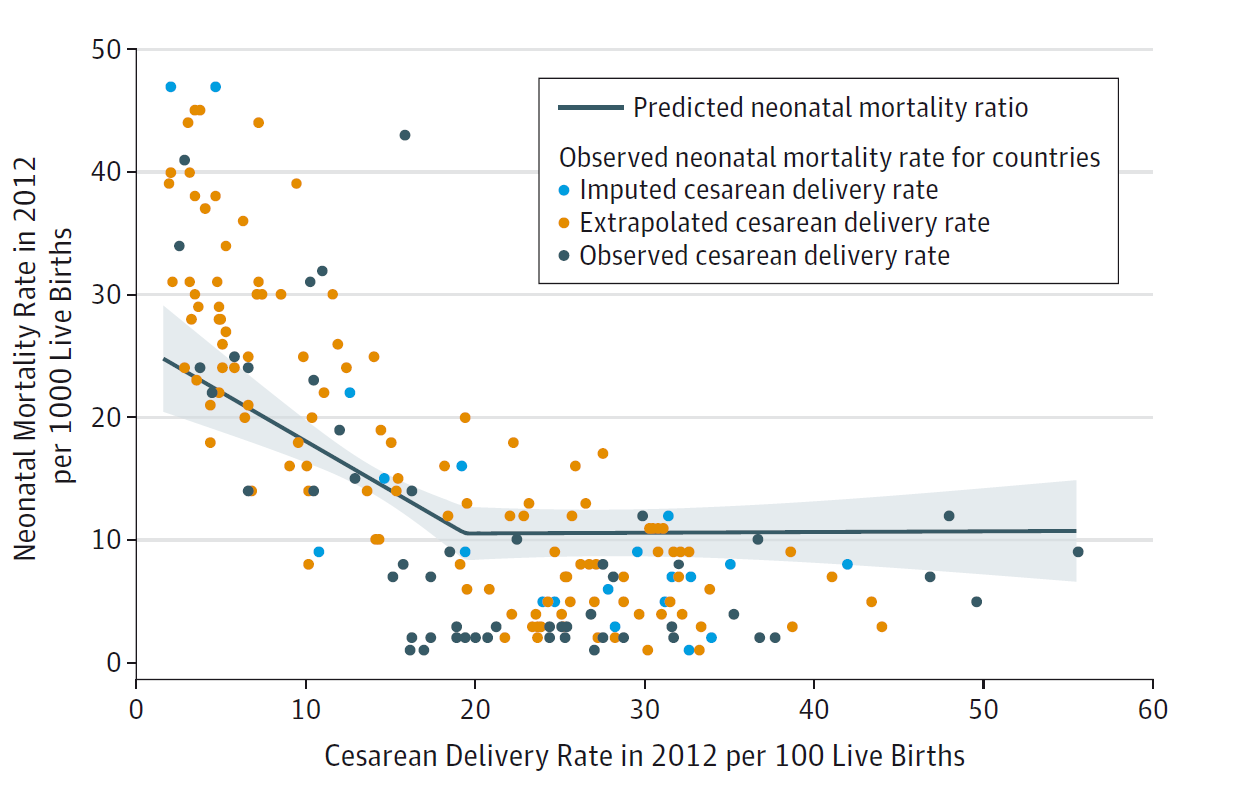 Neonatal Mortality Rate in 2012
per 1000 Live Births
50
40
30
20
10
0
Predicted neonatal mortality ratio
Observed neonatal mortality rate for countries
Imputed cesarean delivery rate
Extrapolated cesarean delivery rate
Observed cesarean delivery rate
0 10 20 30 40 50 60
Cesarean Delivery Rate in 2012 per 100 Live Births